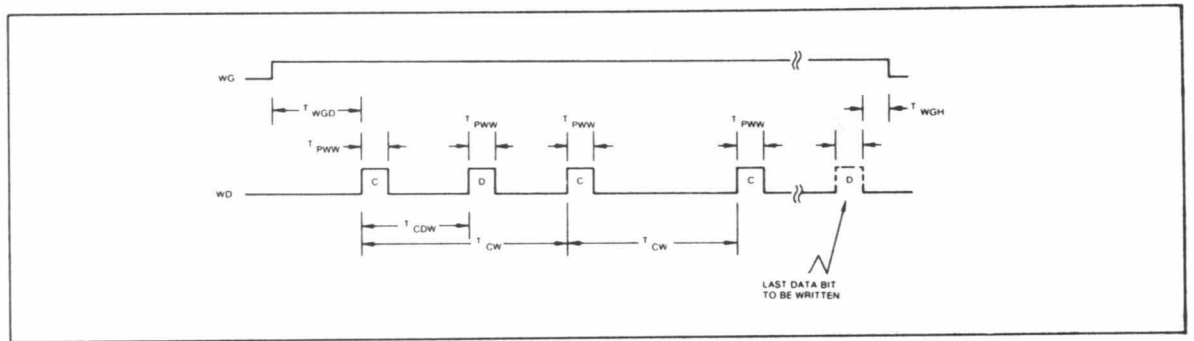 WG
T WGD
T WGH
T PWW
T PWW
T PWW
T PWW
WD
C
D
C
C
D
T CDW
T CW
T CW
LAST DATA BIT
TO BE WRITTEN